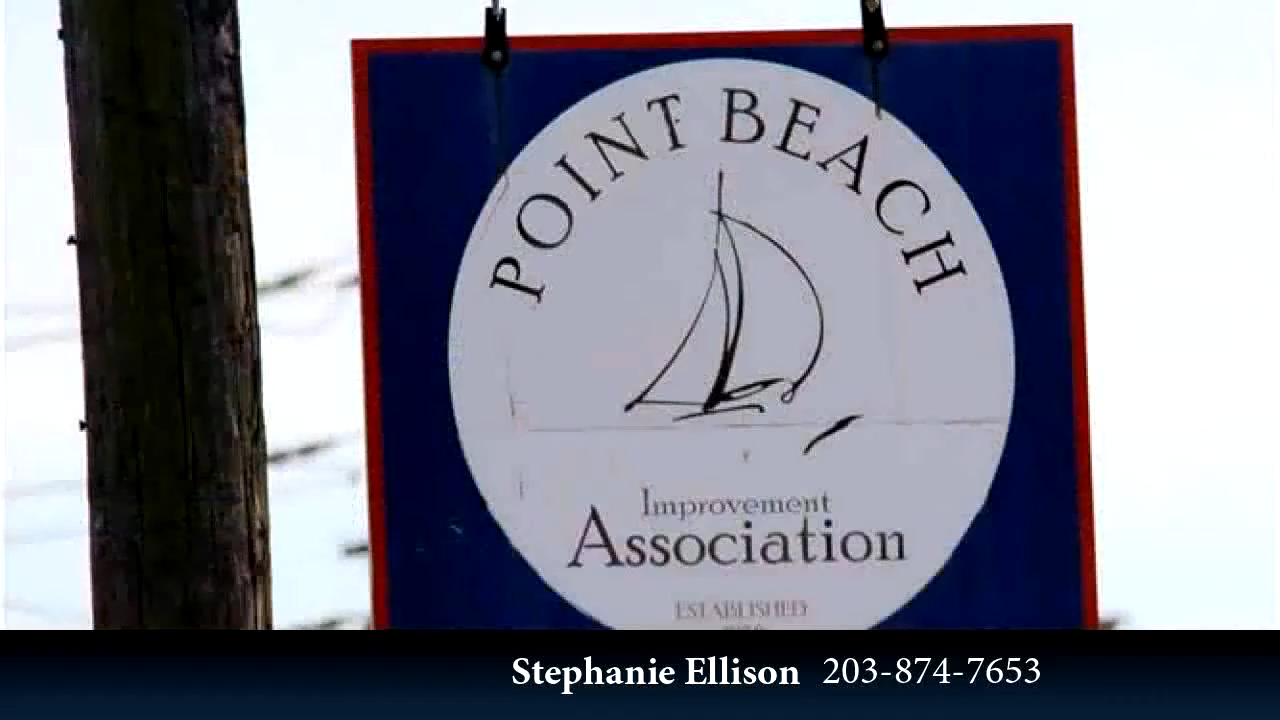 POINT BEACH
Improvement
Association
ESTABLISHED
Stephanie Ellison 203-874-7653